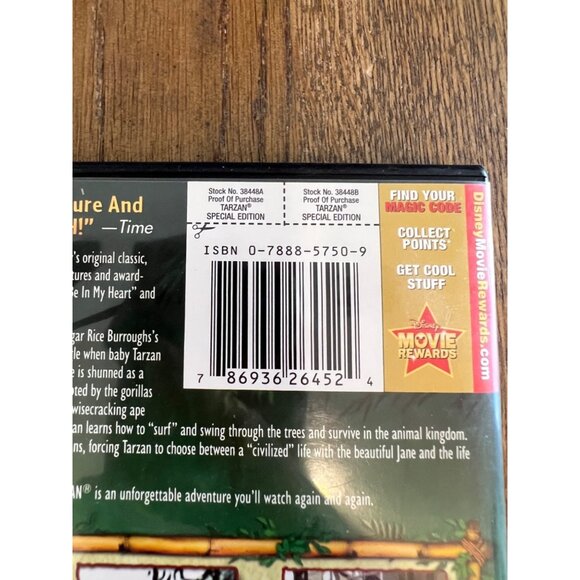 Stock No. 38448A
Proof Of Purchase
TARZAN®
SPECIAL EDITION
Stock No. 38448B
Proof Of Purchase
TARZAN®
SPECIAL EDITION
FIND YOUR
MAGIC CODE
COLLECT
POINTS*
GET COOL
STUFF
Disney
MOVIE
REWARDS
DisneyMovieRewards.com
ure And
!” —Time
ISBN 0-7888-5750-9
7 86936 26452 4
's original classic,
tures and award-
Be In My Heart” and
gar Rice Burroughs's
le when baby Tarzan
e is shunned as a
pted by the gorillas
wisecracking ape
an learns how to “surf” and swing through the trees and survive in the animal kingdom.
ns, forcing Tarzan to choose between a “civilized” life with the beautiful Jane and the life
AN® is an unforgettable adventure you'll watch again and again.